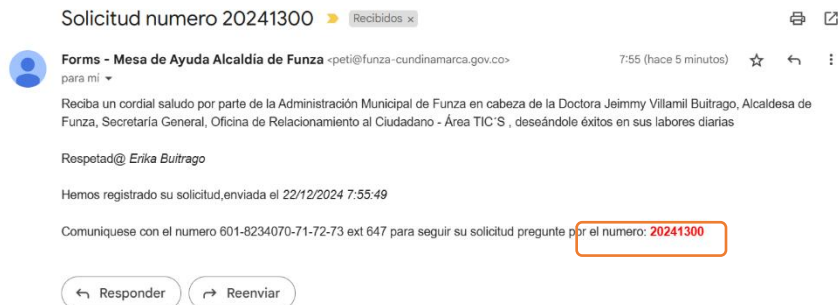 Solicitud numero 20241300 Recibidos x
Forms - Mesa de Ayuda Alcaldía de Funza <peti@funza-cundinamarca.gov.co> 7:55 (hace 5 minutos)
para mí
Reciba un cordial saludo por parte de la Administración Municipal de Funza en cabeza de la Doctora Jeimmy Villamil Buitrago, Alcaldesa de
Funza, Secretaría General, Oficina de Relacionamiento al Ciudadano - Área TIC´S , deseándole éxitos en sus labores diarias
Respetad@ Erika Buitrago
Hemos registrado su solicitud,enviada el 22/12/2024 7:55:49
Comuniquese con el numero 601-8234070-71-72-73 ext 647 para seguir su solicitud pregunte por el numero: 20241300
Responder Reenviar